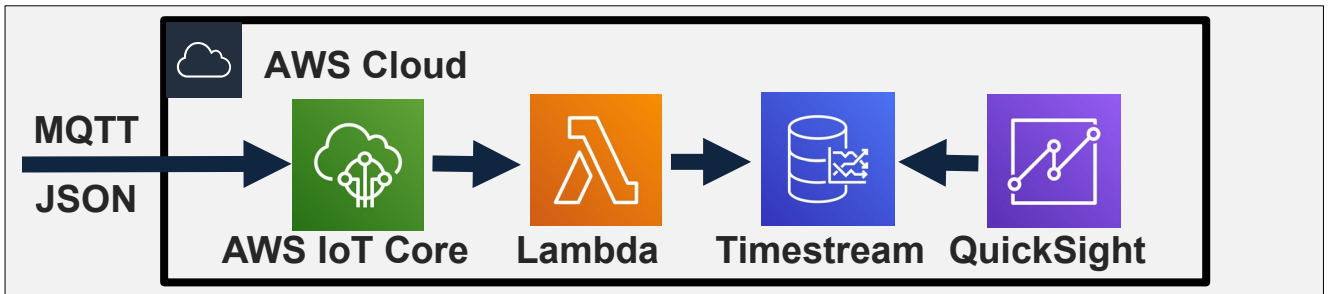 AWS Cloud
MQTT
JSON
AWS IoT Core
Lambda
Timestream
QuickSight